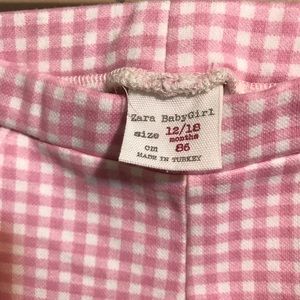 Zara BabyGirl
size 12/18
months
cm 86
MADE IN TURKEY